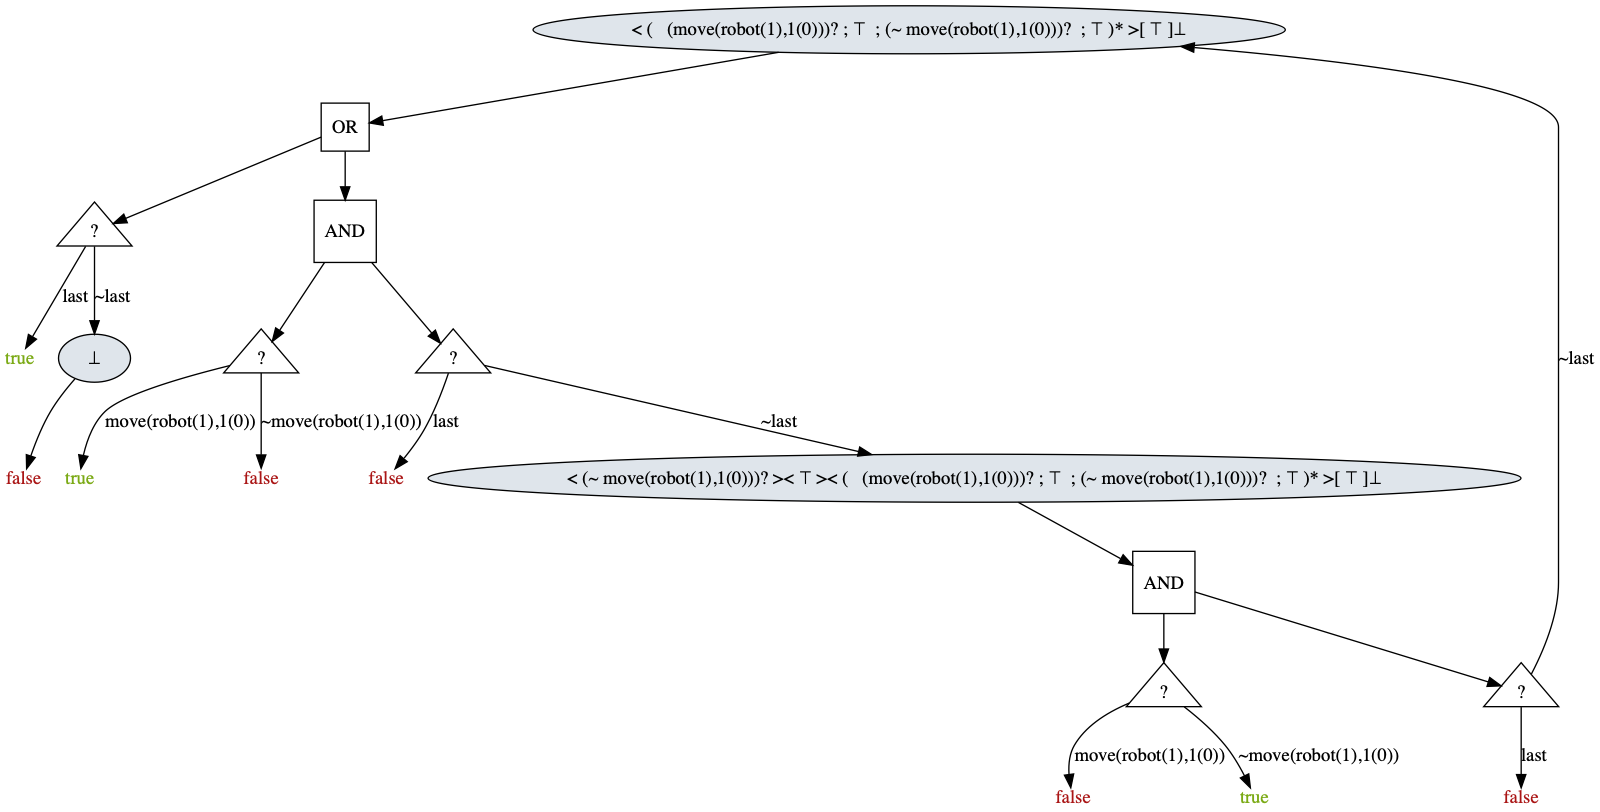 < (   (move(robot(1),1(0)))? ; ⊤  ; (~ move(robot(1),1(0)))?  ; ⊤ )* >[ ⊤ ]⊥
OR
?
AND
last
~last
true
⊥
?
?
~last
move(robot(1),1(0))
~move(robot(1),1(0))
last
~last
false
true
false
false
< (~ move(robot(1),1(0)))? >< ⊤ >< (   (move(robot(1),1(0)))? ; ⊤  ; (~ move(robot(1),1(0)))?  ; ⊤ )* >[ ⊤ ]⊥
AND
?
?
move(robot(1),1(0))
~move(robot(1),1(0))
last
false
true
false